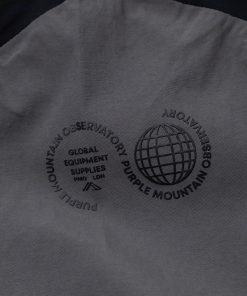 PURPLE MOUNTAIN OBSERVATORY
GLOBAL
EQUIPMENT
SUPPLIES
PMO LDN
PURPLE MOUNTAIN OBSERVATORY